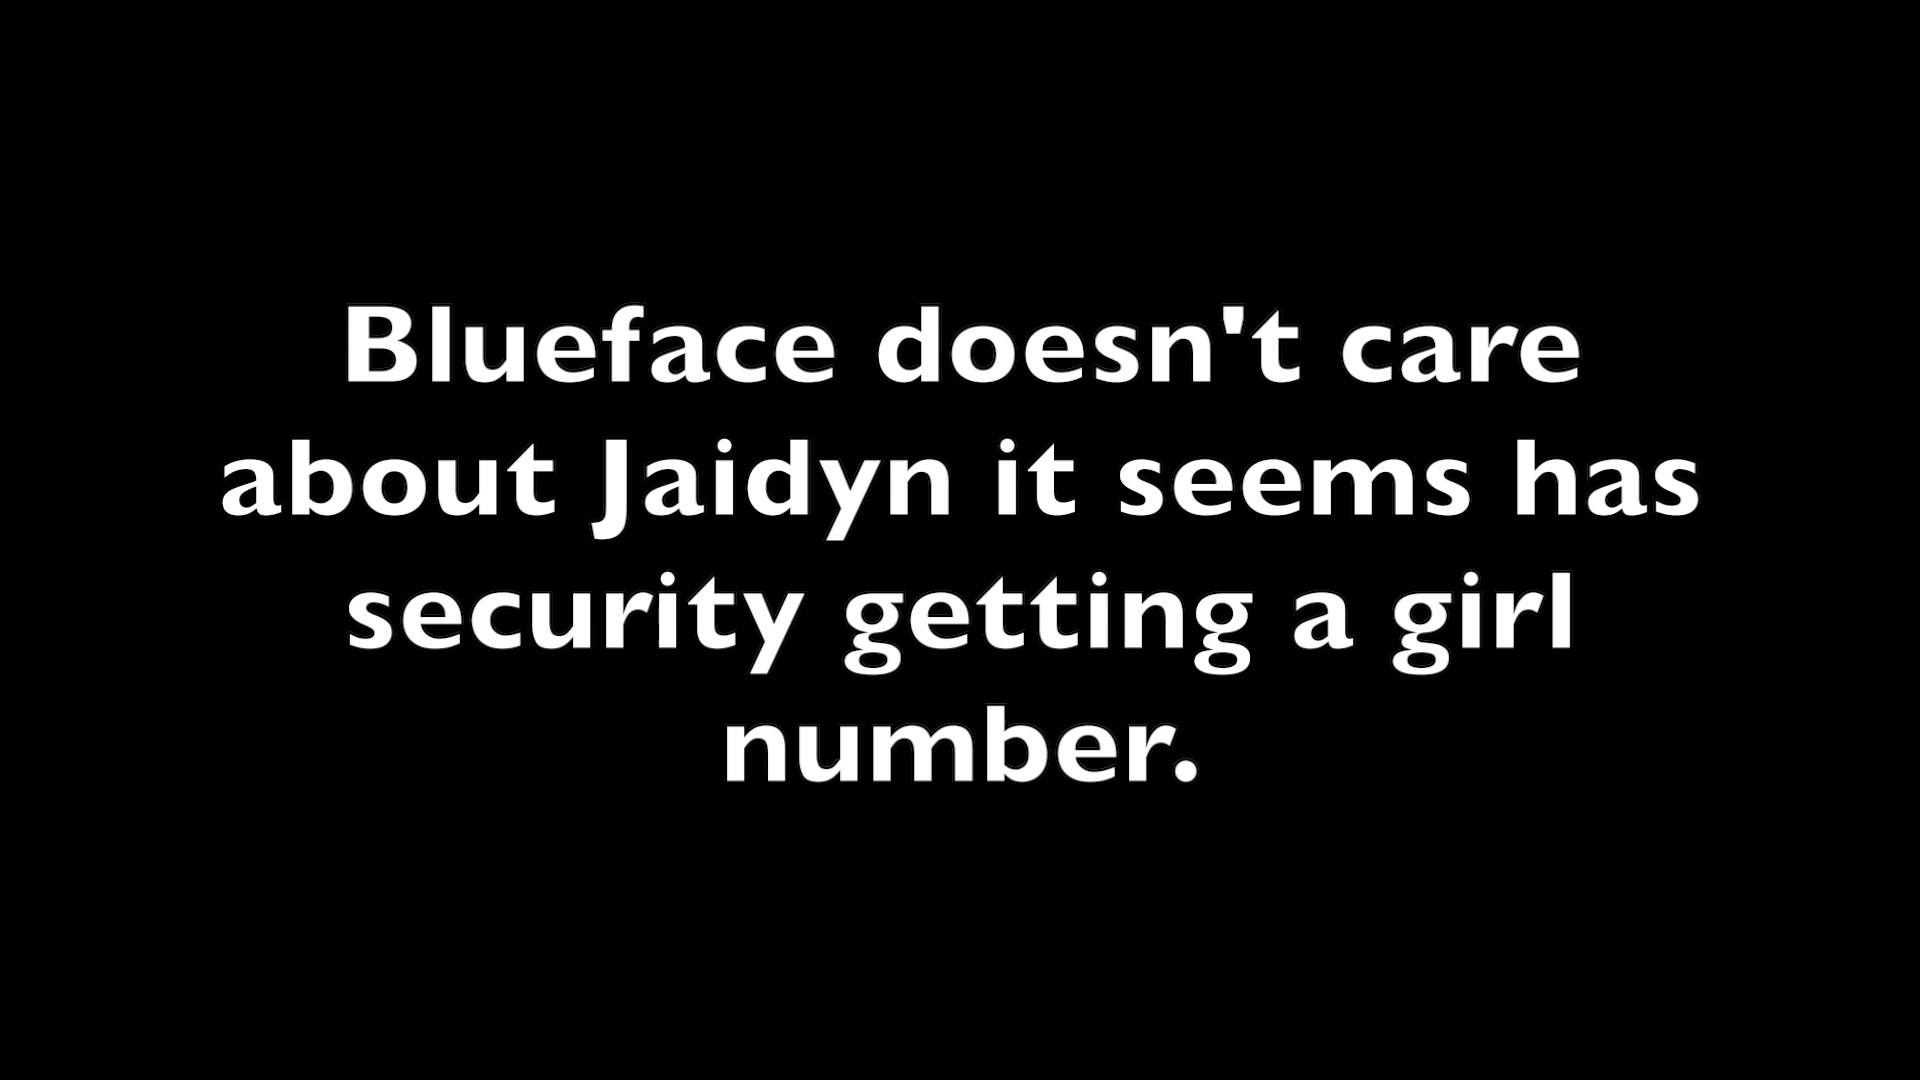 Blueface doesn't care
about Jaidyn it seems has
security getting a girl
number.